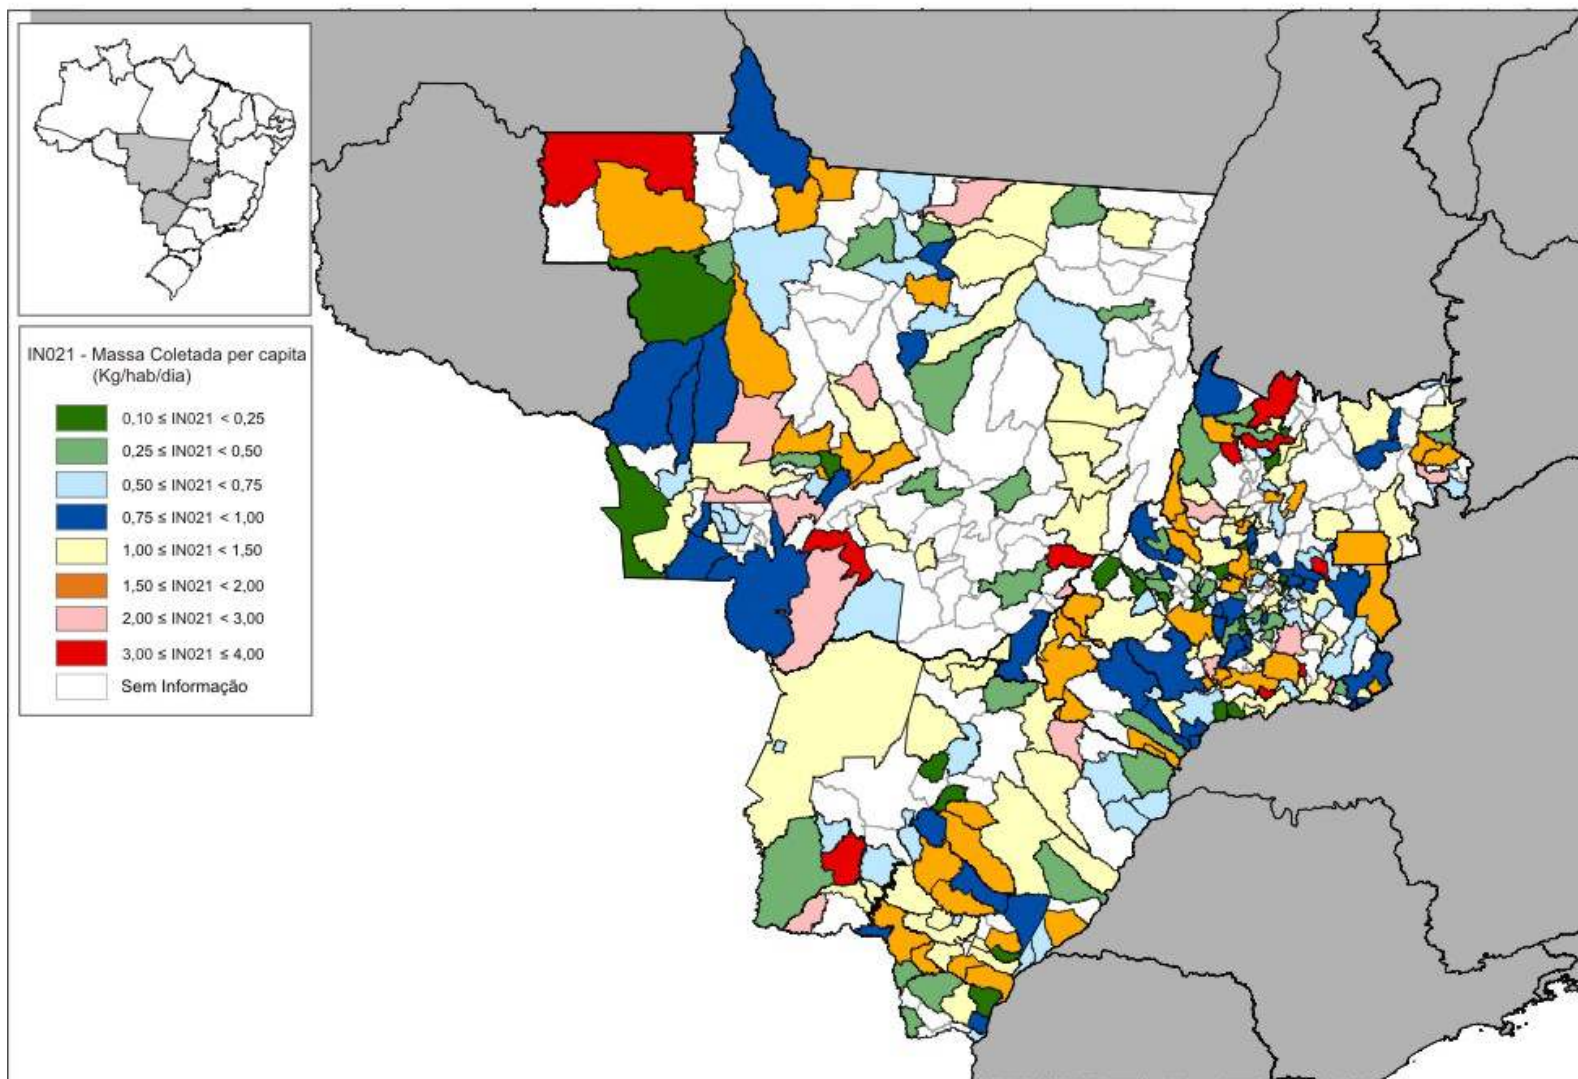 IN021 - Massa Coletada per capita
(Kg/hab/dia)
0,10 ≤ IN021 < 0,25
0,25 ≤ IN021 < 0,50
0,50 ≤ IN021 < 0,75
0,75 ≤ IN021 < 1,00
1,00 ≤ IN021 < 1,50
1,50 ≤ IN021 < 2,00
2,00 ≤ IN021 < 3,00
3,00 ≤ IN021 ≤ 4,00
Sem Informação